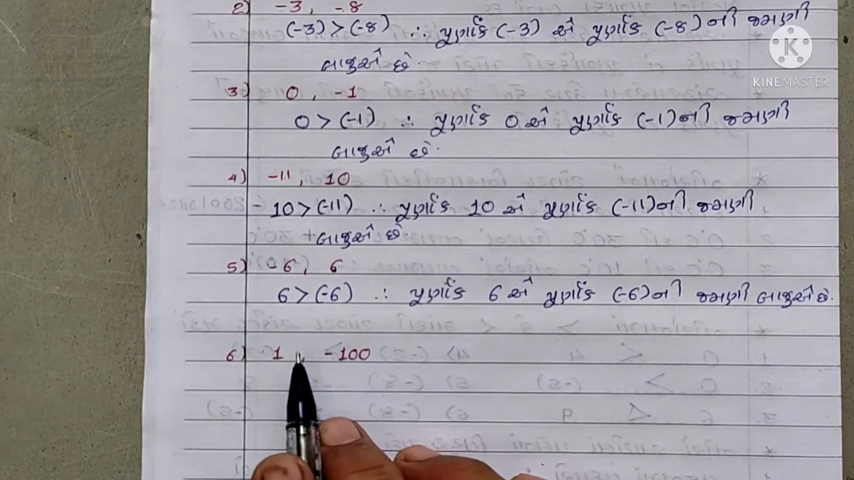 2) -3, -8
(-3) > (-8) ∴ પૂર્ણાંક (-3) એ પૂર્ણાંક (-8) ની જમણી
બાજુએ છે.
3) 0, -1
0 > (-1) ∴ પૂર્ણાંક 0 એ પૂર્ણાંક (-1) ની જમણી
બાજુએ છે.
4) -11, 10
10 > (-11) ∴ પૂર્ણાંક 10 એ પૂર્ણાંક (-11) ની જમણી
બાજુએ છે
5) -6, 6
6 > (-6) ∴ પૂર્ણાંક 6 એ પૂર્ણાંક (-6) ની જમણી બાજુએ છે.
6) 1, -100
KINEMASTER